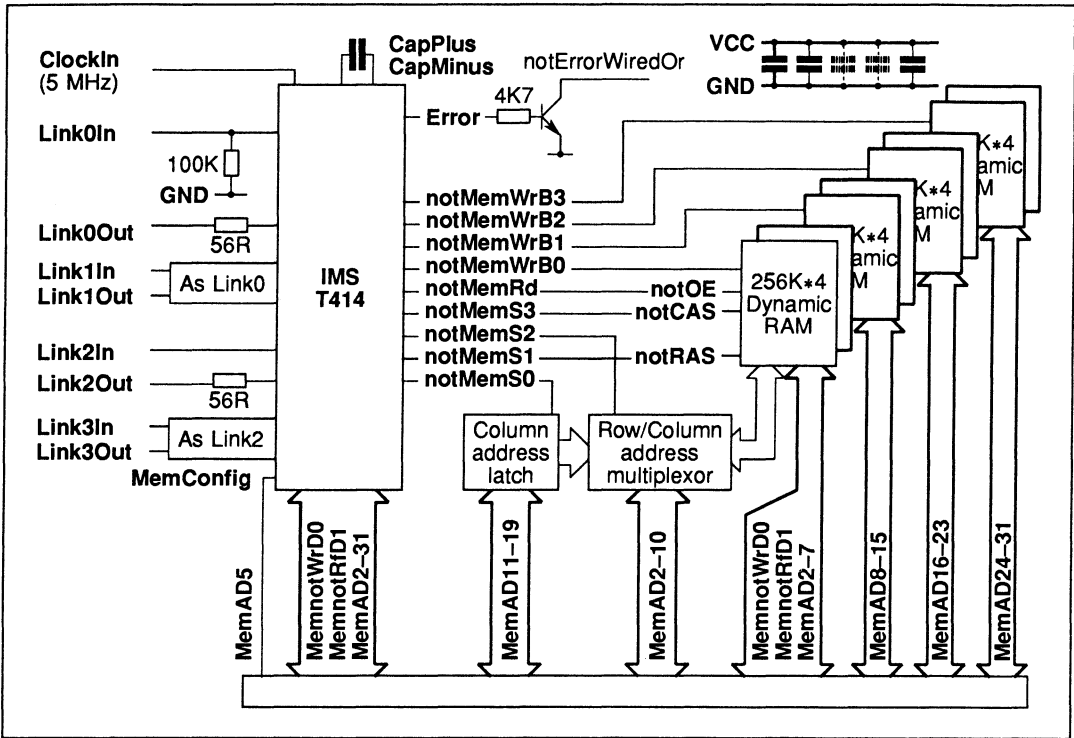 ClockIn
(5 MHz)
CapPlus
CapMinus
notErrorWiredOr
VCC
GND
4K7
Error
Link0In
100K
GND
Link0Out
56R
Link1In
Link1Out
As Link0
IMS
T414
Link2In
Link2Out
56R
Link3In
Link3Out
As Link2
MemConfig
notMemWrB3
notMemWrB2
notMemWrB1
notMemWrB0
notMemRd
notMemS3
notMemS2
notMemS1
notMemS0
notOE
notCAS
notRAS
256K*4
Dynamic
RAM
K*4
amic
M
K*4
amic
M
K*4
amic
M
Column
address
latch
Row/Column
address
multiplexor
MemAD5
MemnotWrD0
MemnotRfD1
MemAD2–31
MemAD11–19
MemAD2–10
MemnotWrD0
MemnotRfD1
MemAD2–7
MemAD8–15
MemAD16–23
MemAD24–31